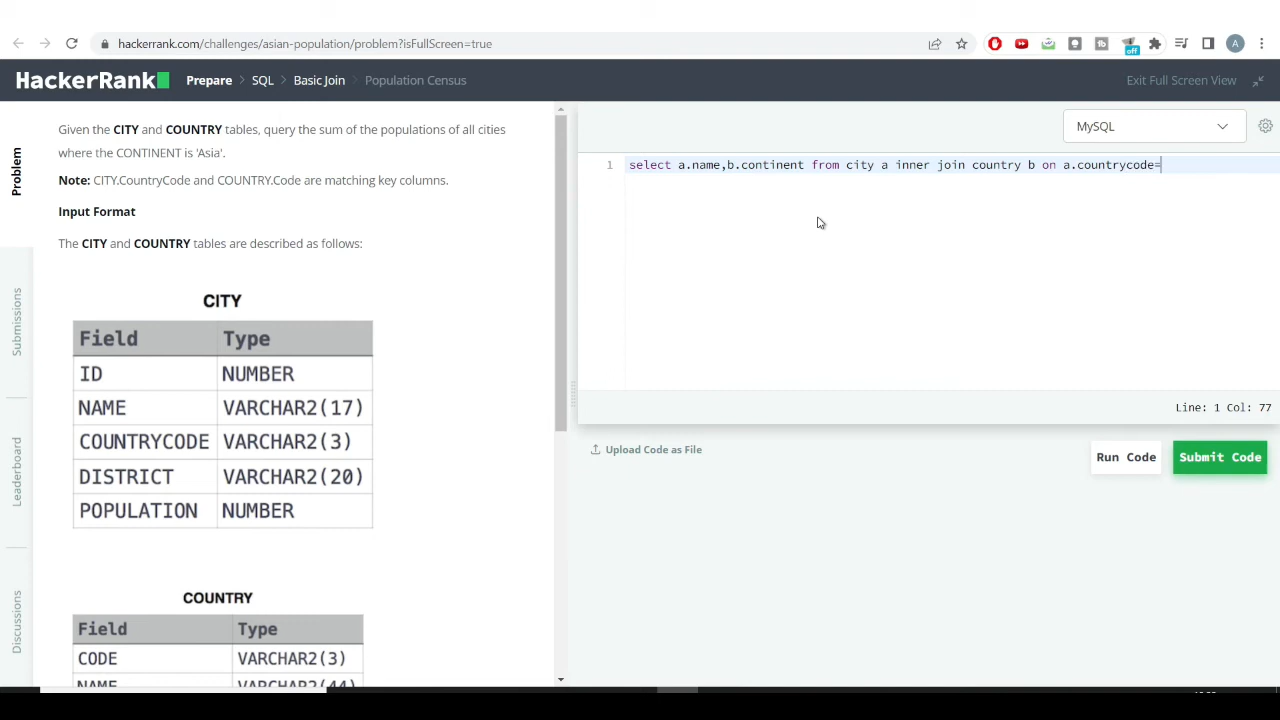 hackerrank.com/challenges/asian-population/problem?isFullScreen=true
off
A
HackerRank
Prepare > SQL > Basic Join > Population Census
Exit Full Screen View
Problem
Submissions
Leaderboard
Discussions
Given the CITY and COUNTRY tables, query the sum of the populations of all cities
where the CONTINENT is 'Asia'.
Note: CITY.CountryCode and COUNTRY.Code are matching key columns.
Input Format
The CITY and COUNTRY tables are described as follows:
CITY
Field Type
ID NUMBER
NAME VARCHAR2(17)
COUNTRYCODE VARCHAR2(3)
DISTRICT VARCHAR2(20)
POPULATION NUMBER
COUNTRY
Field Type
CODE VARCHAR2(3)
NAME VARCHAR2(44)
MySQL
1 select a.name,b.continent from city a inner join country b on a.countrycode=
Line: 1 Col: 77
Upload Code as File
Run Code
Submit Code